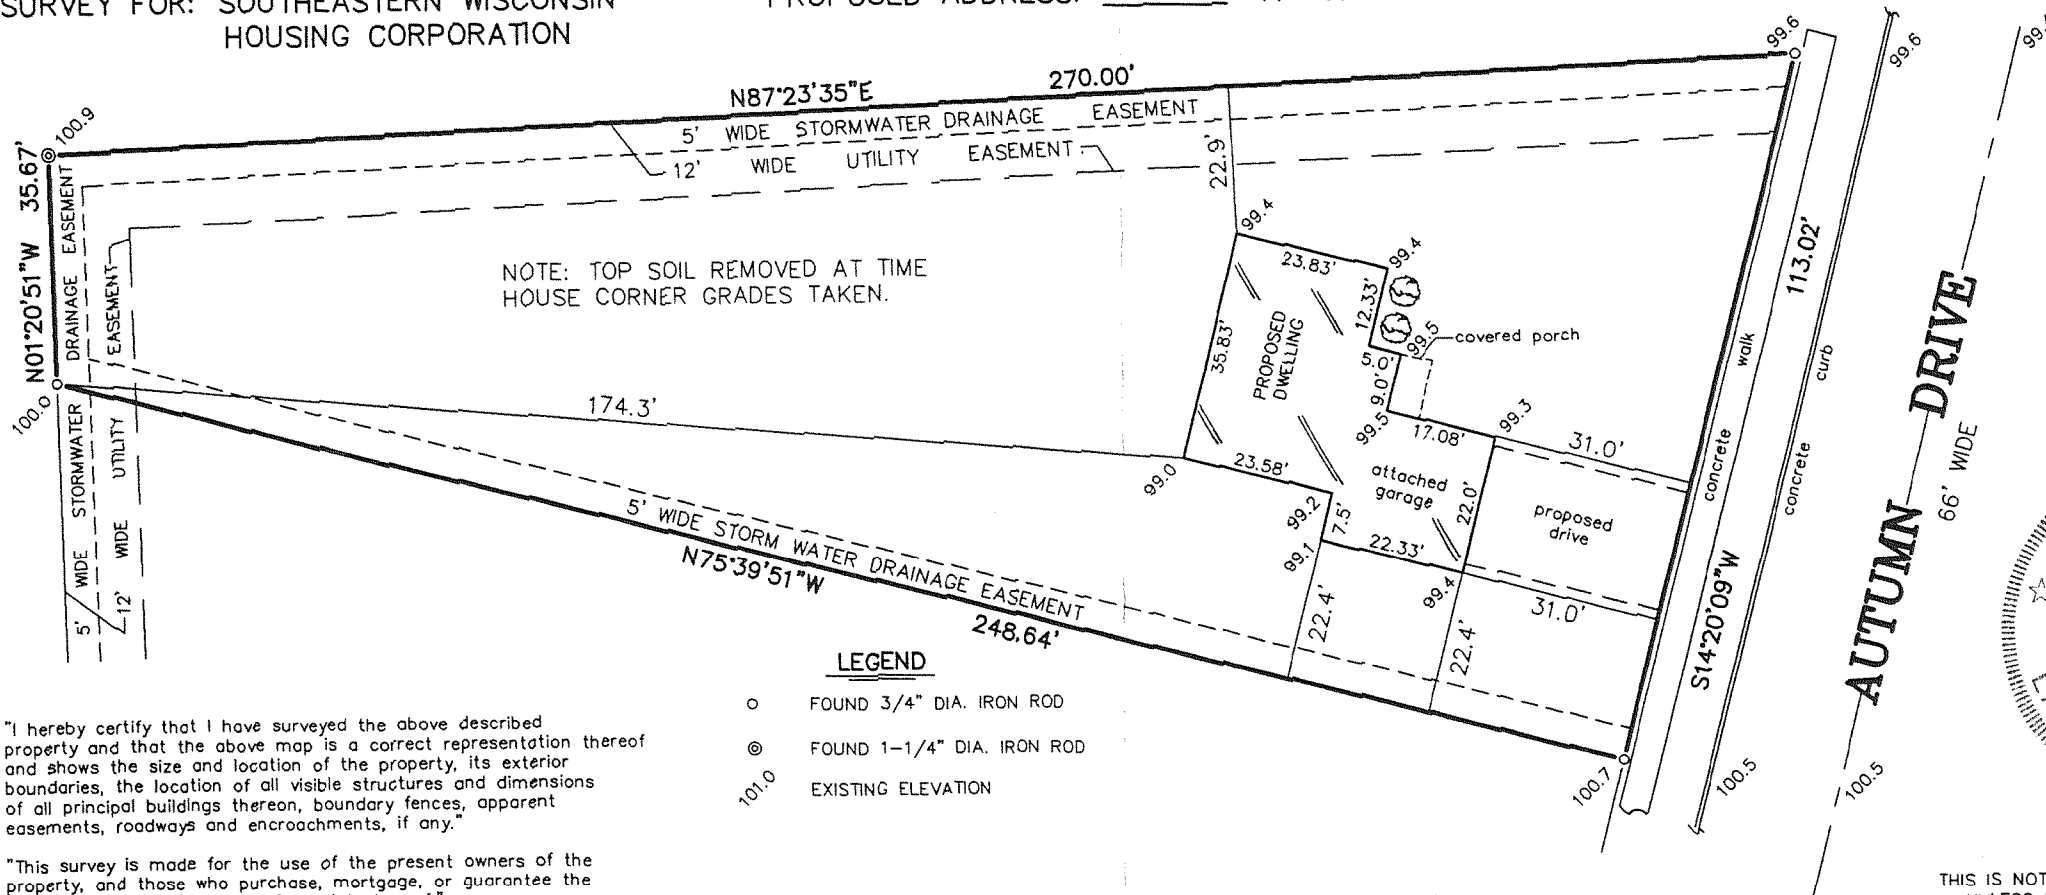 SURVEY FOR: SOUTHEASTERN WISCONSIN
HOUSING CORPORATION
PROPOSED ADDRESS:
N87°23'35"E 270.00'
99.6
99.6
100.9
5' WIDE STORMWATER DRAINAGE EASEMENT
12' WIDE UTILITY EASEMENT
N01°20'51"W 35.67'
DRAINAGE EASEMENT
EASEMENT
100.0
5' WIDE STORMWATER
12' WIDE UTILITY
NOTE: TOP SOIL REMOVED AT TIME
HOUSE CORNER GRADES TAKEN.
22.9'
99.4
23.83'
99.4
12.33'
99.5
covered porch
5.0'
9.0'
35.83'
PROPOSED
DWELLING
99.5
17.08'
99.3
31.0'
174.3'
99.0
23.58'
99.2
7.5'
attached
garage
22.0'
proposed
drive
99.1
22.33'
99.4
31.0'
22.4'
22.4'
5' WIDE STORM WATER DRAINAGE EASEMENT
N75°39'51"W
248.64'
113.02'
S14°20'09"W
concrete walk
concrete curb
AUTUMN DRIVE
66' WIDE
100.7
100.5
100.5
LEGEND
FOUND 3/4" DIA. IRON ROD
FOUND 1-1/4" DIA. IRON ROD
101.0 EXISTING ELEVATION
"I hereby certify that I have surveyed the above described
property and that the above map is a correct representation thereof
and shows the size and location of the property, its exterior
boundaries, the location of all visible structures and dimensions
of all principal buildings thereon, boundary fences, apparent
easements, roadways and encroachments, if any."
"This survey is made for the use of the present owners of the
property, and those who purchase, mortgage, or guarantee the
THIS IS NOT